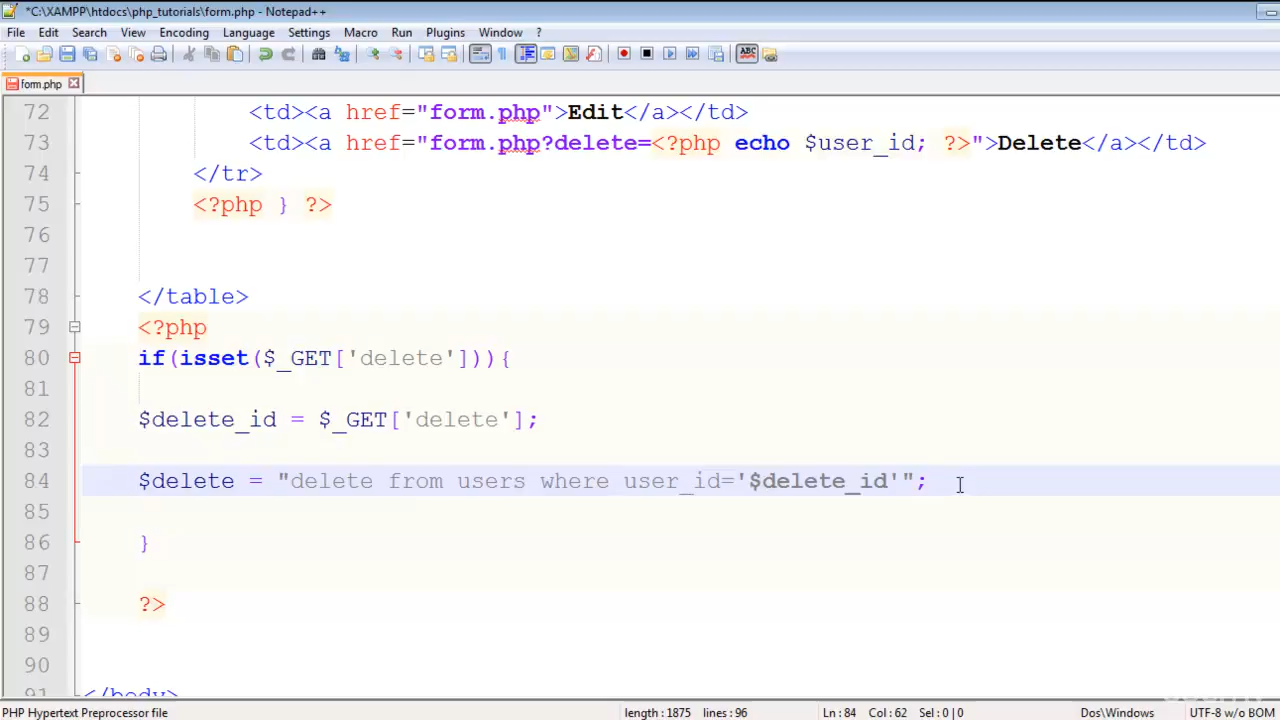 *C:\XAMPP\htdocs\php_tutorials\form.php - Notepad++
File Edit Search View Encoding Language Settings Macro Run Plugins Window ?
form.php
72 <td><a href="form.php">Edit</a></td>
73 <td><a href="form.php?delete=<?php echo $user_id; ?>">Delete</a></td>
74 </tr>
75 <?php } ?>
76
77
78 </table>
79 <?php
80 if(isset($_GET['delete'])){
81
82 $delete_id = $_GET['delete'];
83
84 $delete = "delete from users where user_id='$delete_id'";
85
86 }
87
88 ?>
89
90
91 </body>
PHP Hypertext Preprocessor file length : 1875 lines : 96 Ln : 84 Col : 62 Sel : 0 | 0 Dos\Windows UTF-8 w/o BOM